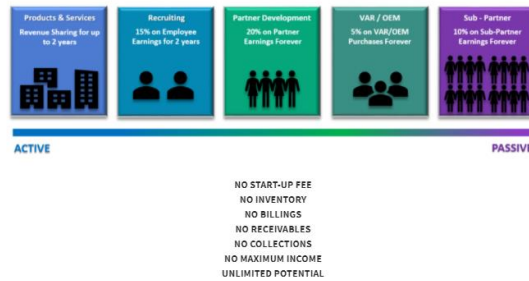 Products & Services
Revenue Sharing for up
to 2 years
Recruiting
15% on Employee
Earnings for 2 years
Partner Development
20% on Partner
Earnings Forever
VAR / OEM
5% on VAR/OEM
Purchases Forever
Sub - Partner
10% on Sub-Partner
Earnings Forever
ACTIVE
PASSIVE
NO START-UP FEE
NO INVENTORY
NO BILLINGS
NO RECEIVABLES
NO COLLECTIONS
NO MAXIMUM INCOME
UNLIMITED POTENTIAL